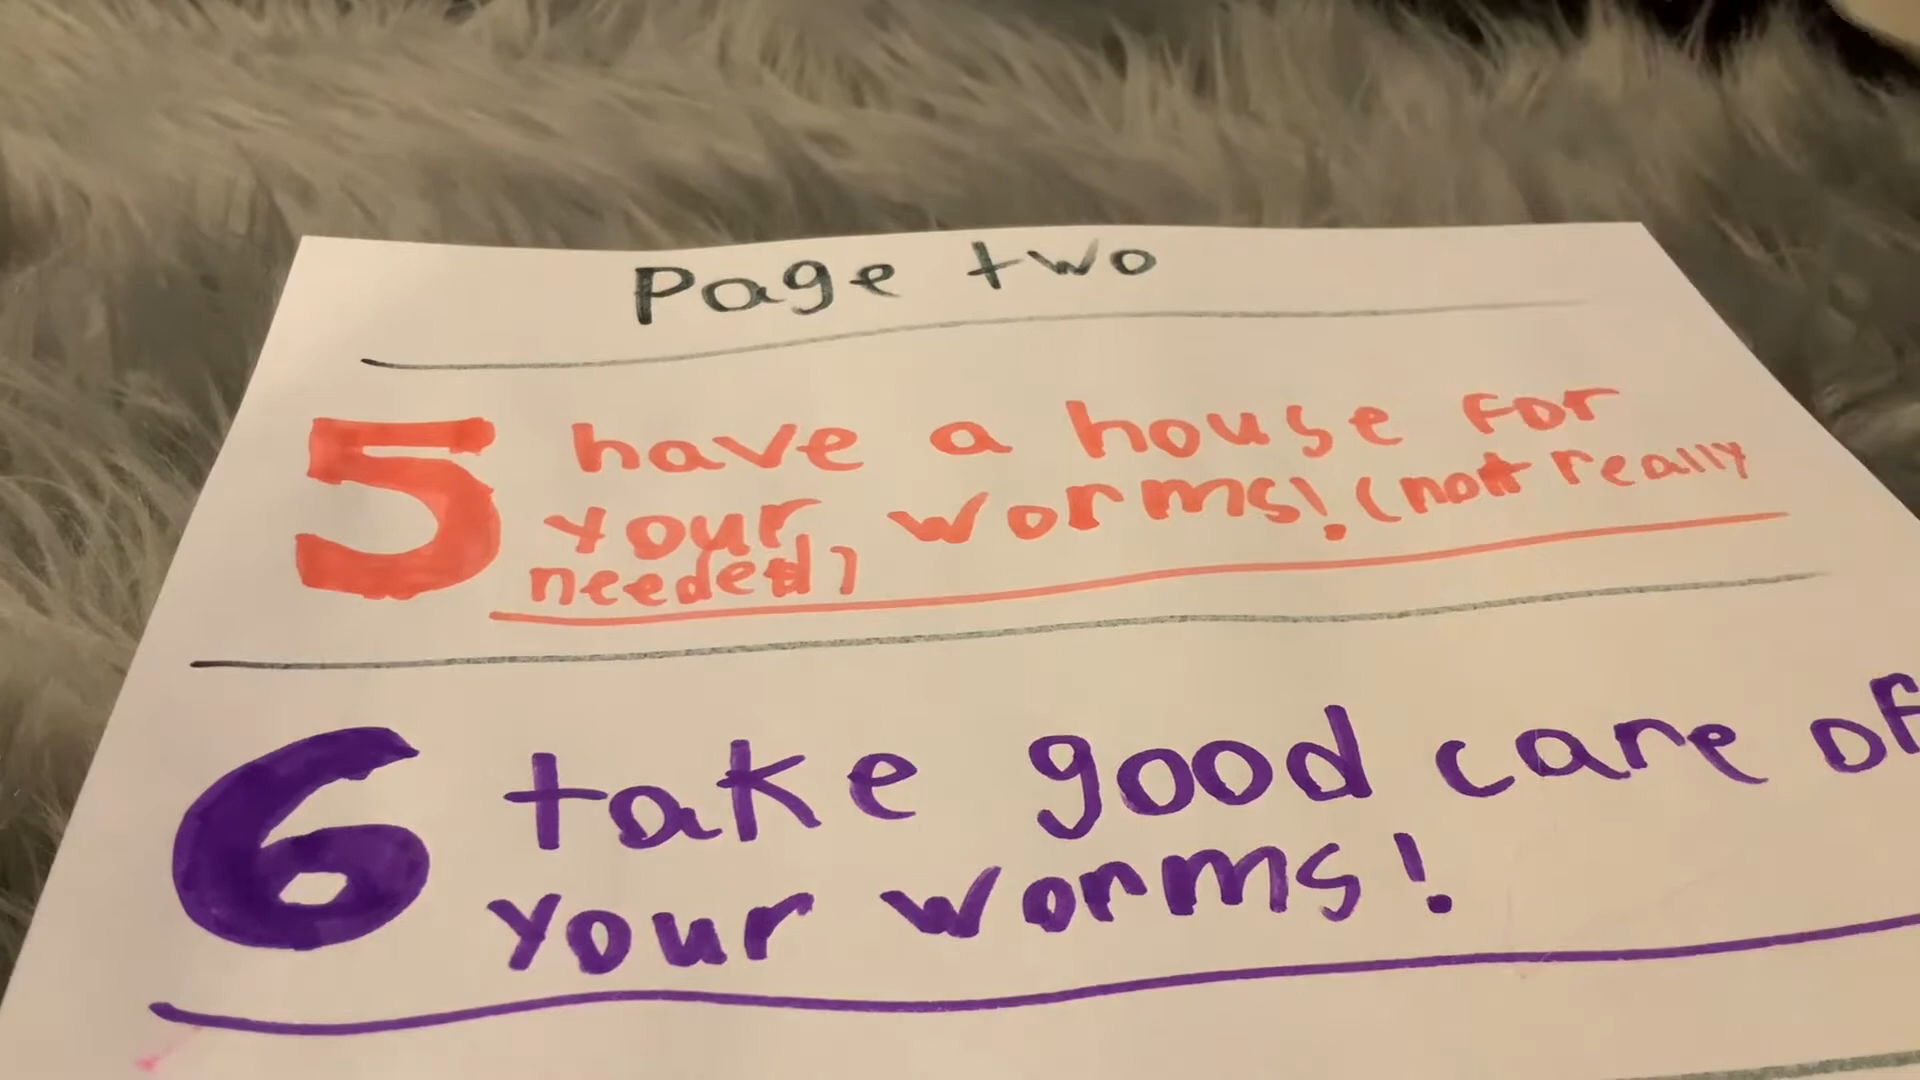 Page two
5 have a house for
your worms! (not really
needed)
6 take good care of
your worms!